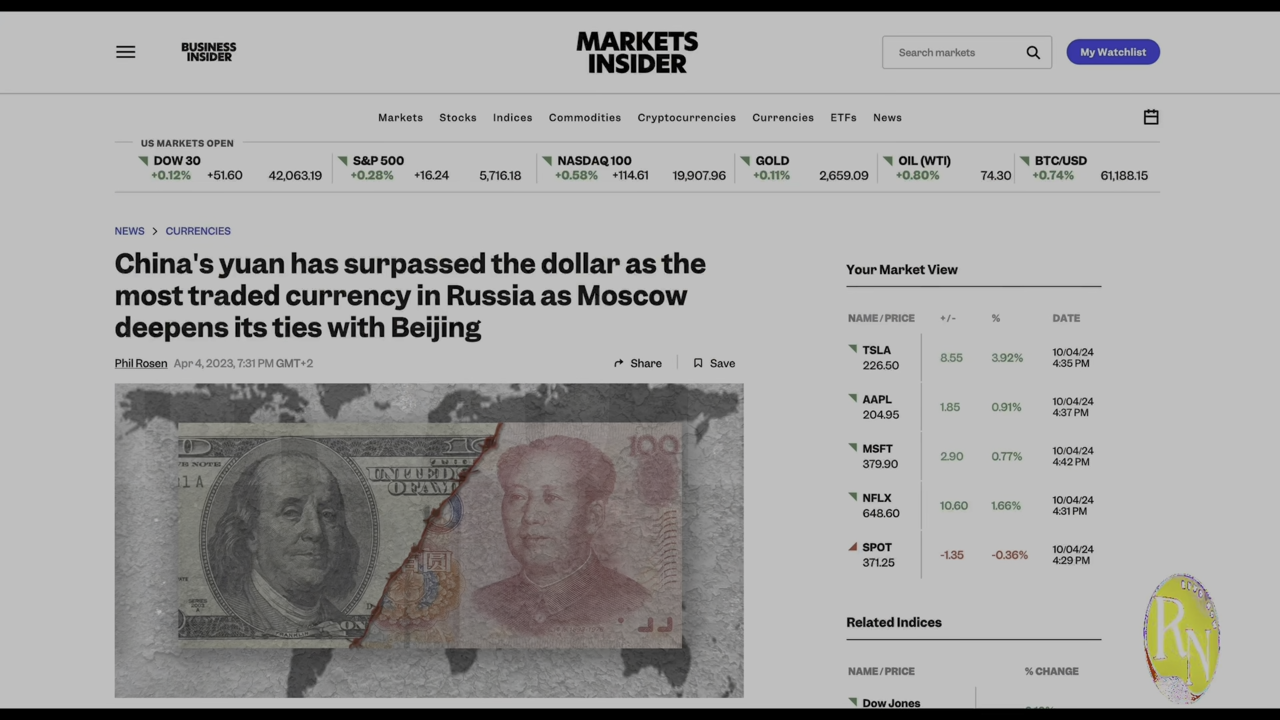 BUSINESS
INSIDER
MARKETS
INSIDER
Search markets
My Watchlist
Markets Stocks Indices Commodities Cryptocurrencies Currencies ETFs News
US MARKETS OPEN
DOW 30
+0.12% +51.60 42,063.19
S&P 500
+0.28% +16.24 5,716.18
NASDAQ 100
+0.58% +114.61 19,907.96
GOLD
+0.11% 2,659.09
OIL (WTI)
+0.80% 74.30
BTC/USD
+0.74% 61,188.15
NEWS > CURRENCIES
China's yuan has surpassed the dollar as the
most traded currency in Russia as Moscow
deepens its ties with Beijing
Phil Rosen Apr 4, 2023, 7:31 PM GMT+2
Share Save
UNITED
OF AM
100
圆
FRANKLIN
ON
Your Market View
NAME/PRICE +/- % DATE
TSLA
226.50
8.55 3.92%
10/04/24
4:35 PM
AAPL
204.95
1.85 0.91%
10/04/24
4:37 PM
MSFT
379.90
2.90 0.77%
10/04/24
4:42 PM
NFLX
648.60
10.60 1.66%
10/04/24
4:31 PM
SPOT
371.25
-1.35 -0.36%
10/04/24
4:29 PM
Related Indices
NAME/PRICE % CHANGE
Dow Jones
RN